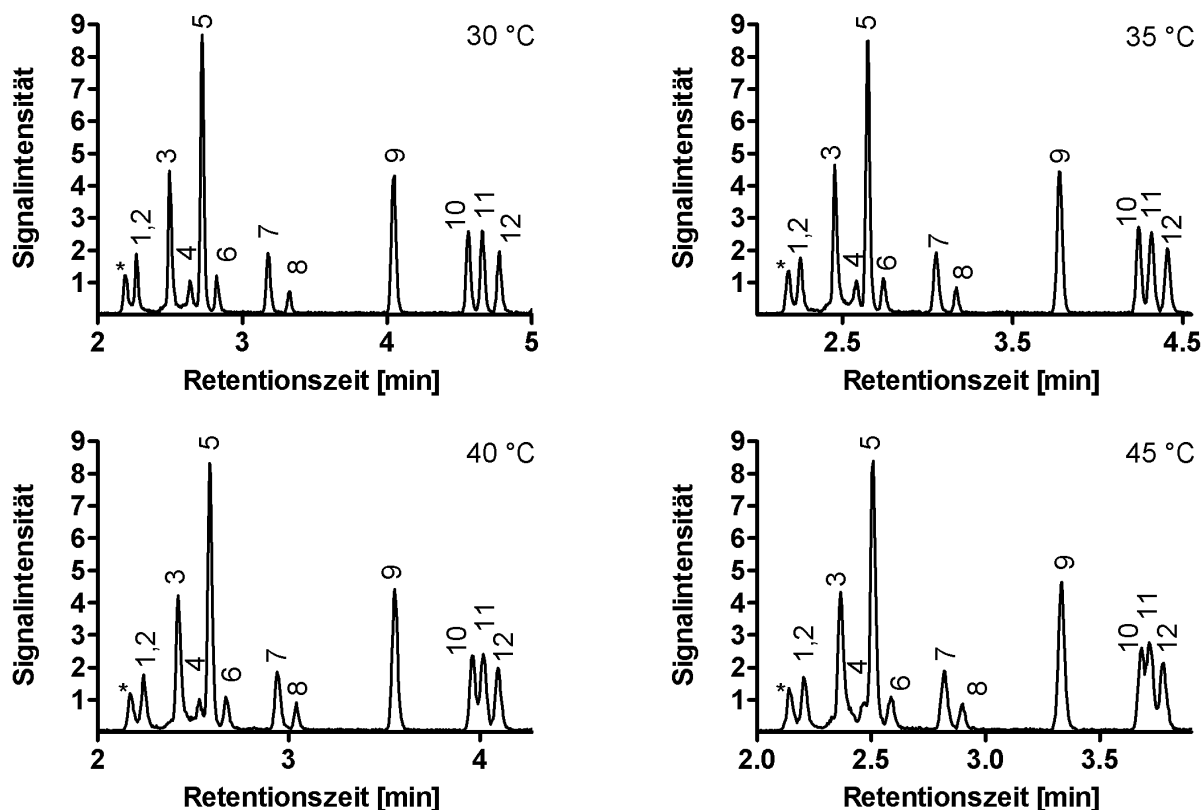 30 °C
Signalintensität
9
8
7
6
5
4
3
2
1
* 1,2 3 4 5 6 7 8 9 10 11 12
2 3 4 5
Retentionszeit [min]
35 °C
Signalintensität
9
8
7
6
5
4
3
2
1
* 1,2 3 4 5 6 7 8 9 10 11 12
2.5 3.5 4.5
Retentionszeit [min]
40 °C
Signalintensität
9
8
7
6
5
4
3
2
1
* 1,2 3 4 5 6 7 8 9 10 11 12
2 3 4
Retentionszeit [min]
45 °C
Signalintensität
9
8
7
6
5
4
3
2
1
* 1,2 3 4 5 6 7 8 9 10 11 12
2.0 2.5 3.0 3.5
Retentionszeit [min]